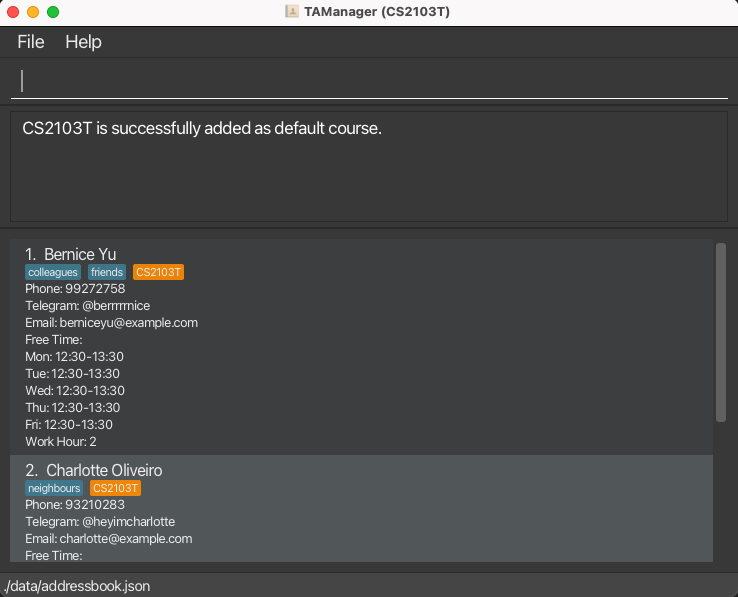 TAManager (CS2103T)
File Help
CS2103T is successfully added as default course.
1. Bernice Yu
colleagues friends CS2103T
Phone: 99272758
Telegram: @berrrrrnice
Email: berniceyu@example.com
Free Time:
Mon: 12:30-13:30
Tue: 12:30-13:30
Wed: 12:30-13:30
Thu: 12:30-13:30
Fri: 12:30-13:30
Work Hour: 2
2. Charlotte Oliveiro
neighbours CS2103T
Phone: 93210283
Telegram: @heyimcharlotte
Email: charlotte@example.com
Free Time:
./data/addressbook.json